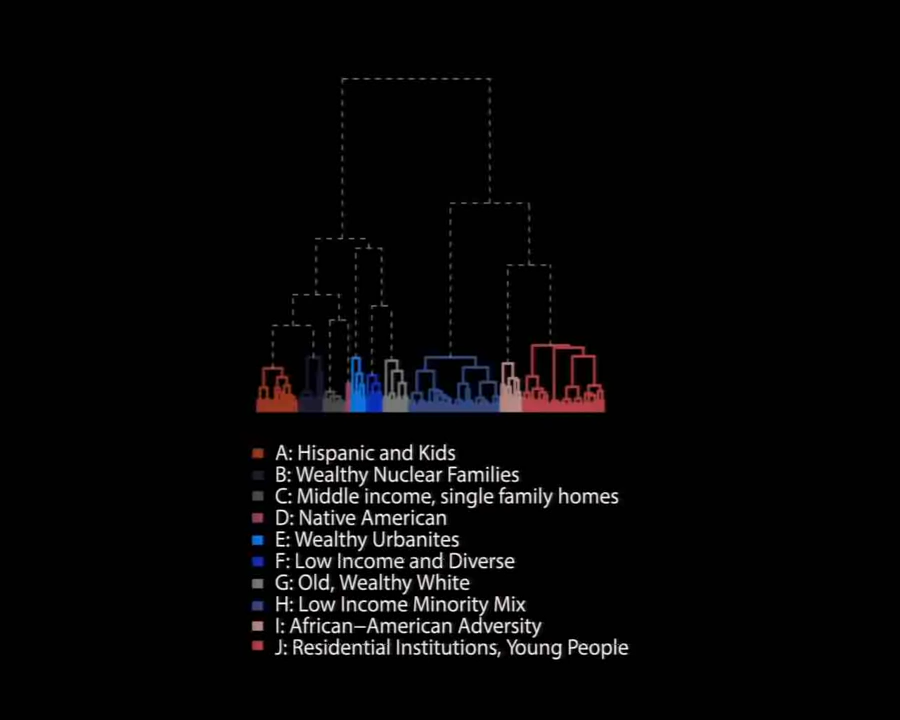 A: Hispanic and Kids
B: Wealthy Nuclear Families
C: Middle income, single family homes
D: Native American
E: Wealthy Urbanites
F: Low Income and Diverse
G: Old, Wealthy White
H: Low Income Minority Mix
I: African−American Adversity
J: Residential Institutions, Young People